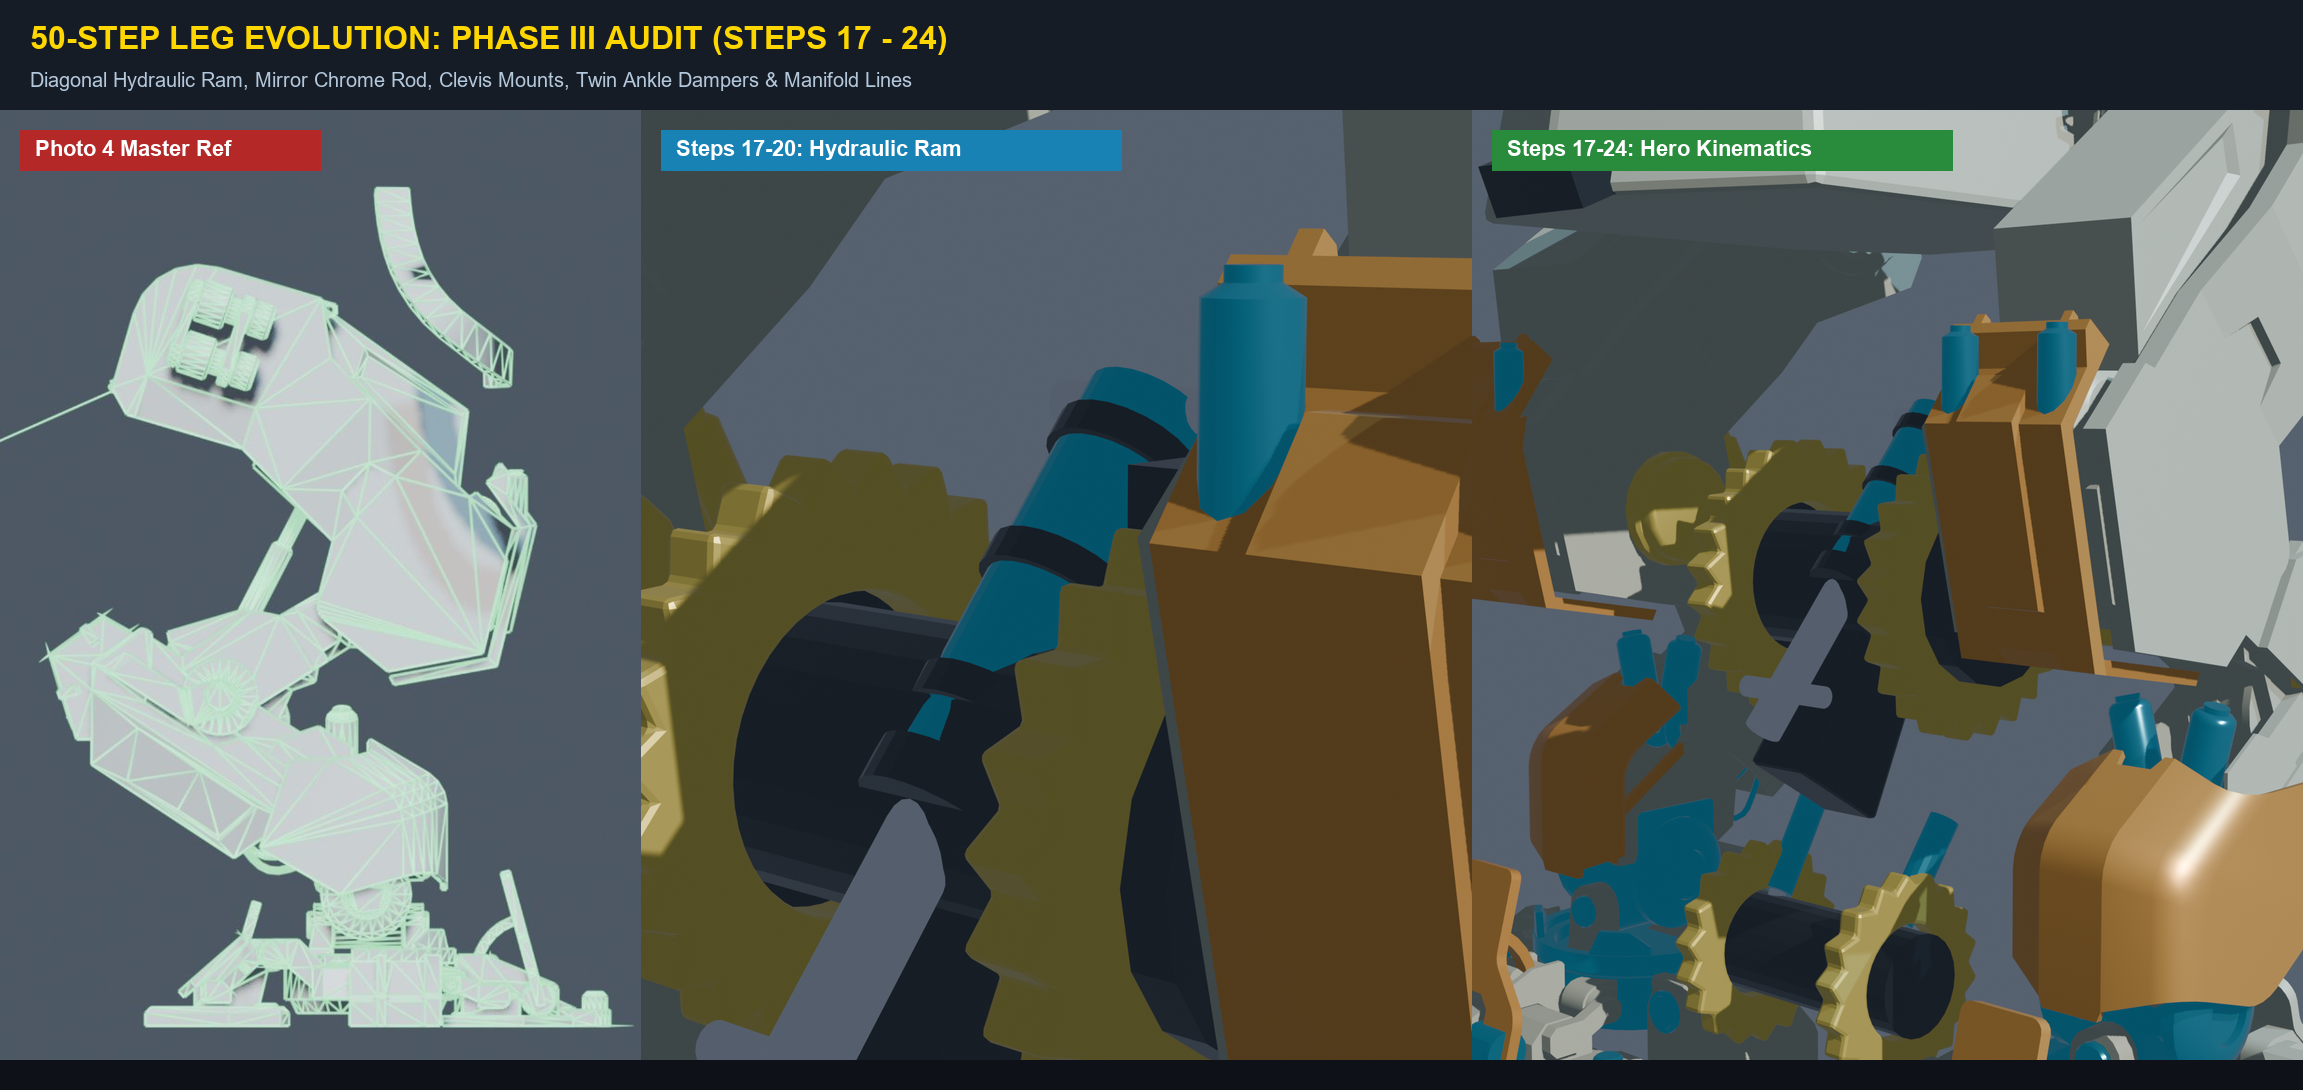 50-STEP LEG EVOLUTION: PHASE III AUDIT (STEPS 17 - 24)
Diagonal Hydraulic Ram, Mirror Chrome Rod, Clevis Mounts, Twin Ankle Dampers & Manifold Lines
Photo 4 Master Ref
Steps 17-20: Hydraulic Ram
Steps 17-24: Hero Kinematics